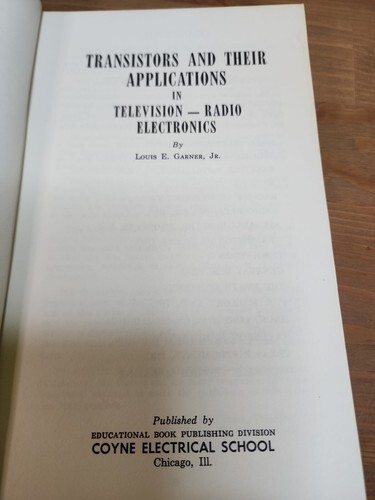 TRANSISTORS AND THEIR
APPLICATIONS
IN
TELEVISION — RADIO
ELECTRONICS
By
LOUIS E. GARNER, JR.
Published by
EDUCATIONAL BOOK PUBLISHING DIVISION
COYNE ELECTRICAL SCHOOL
Chicago, Ill.